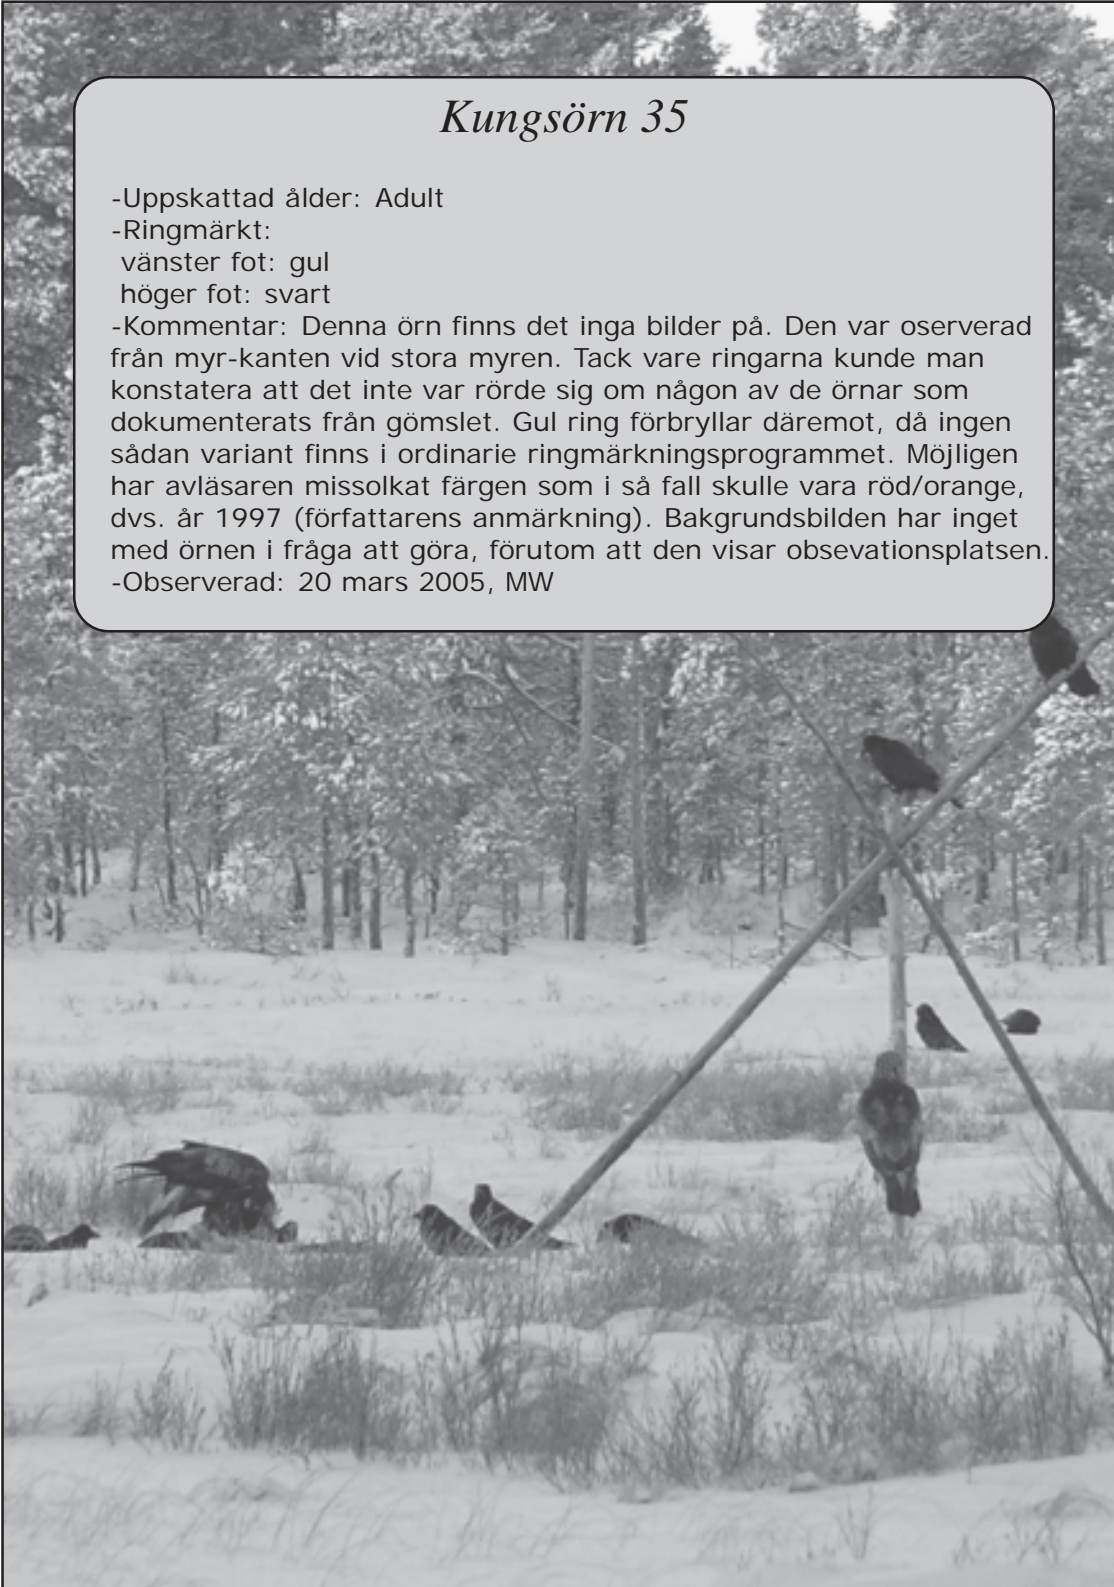 Kungsörn 35
-Uppskattad ålder: Adult
-Ringmärkt:
vänster fot: gul
höger fot: svart
-Kommentar: Denna örn finns det inga bilder på. Den var oserverad
från myr-kanten vid stora myren. Tack vare ringarna kunde man
konstatera att det inte var rörde sig om någon av de örnar som
dokumenterats från gömslet. Gul ring förbryllar däremot, då ingen
sådan variant finns i ordinarie ringmärkningsprogrammet. Möjligen
har avläsaren missolkat färgen som i så fall skulle vara röd/orange,
dvs. år 1997 (författarens anmärkning). Bakgrundsbilden har inget
med örnen i fråga att göra, förutom att den visar obsevationsplatsen.
-Observerad: 20 mars 2005, MW